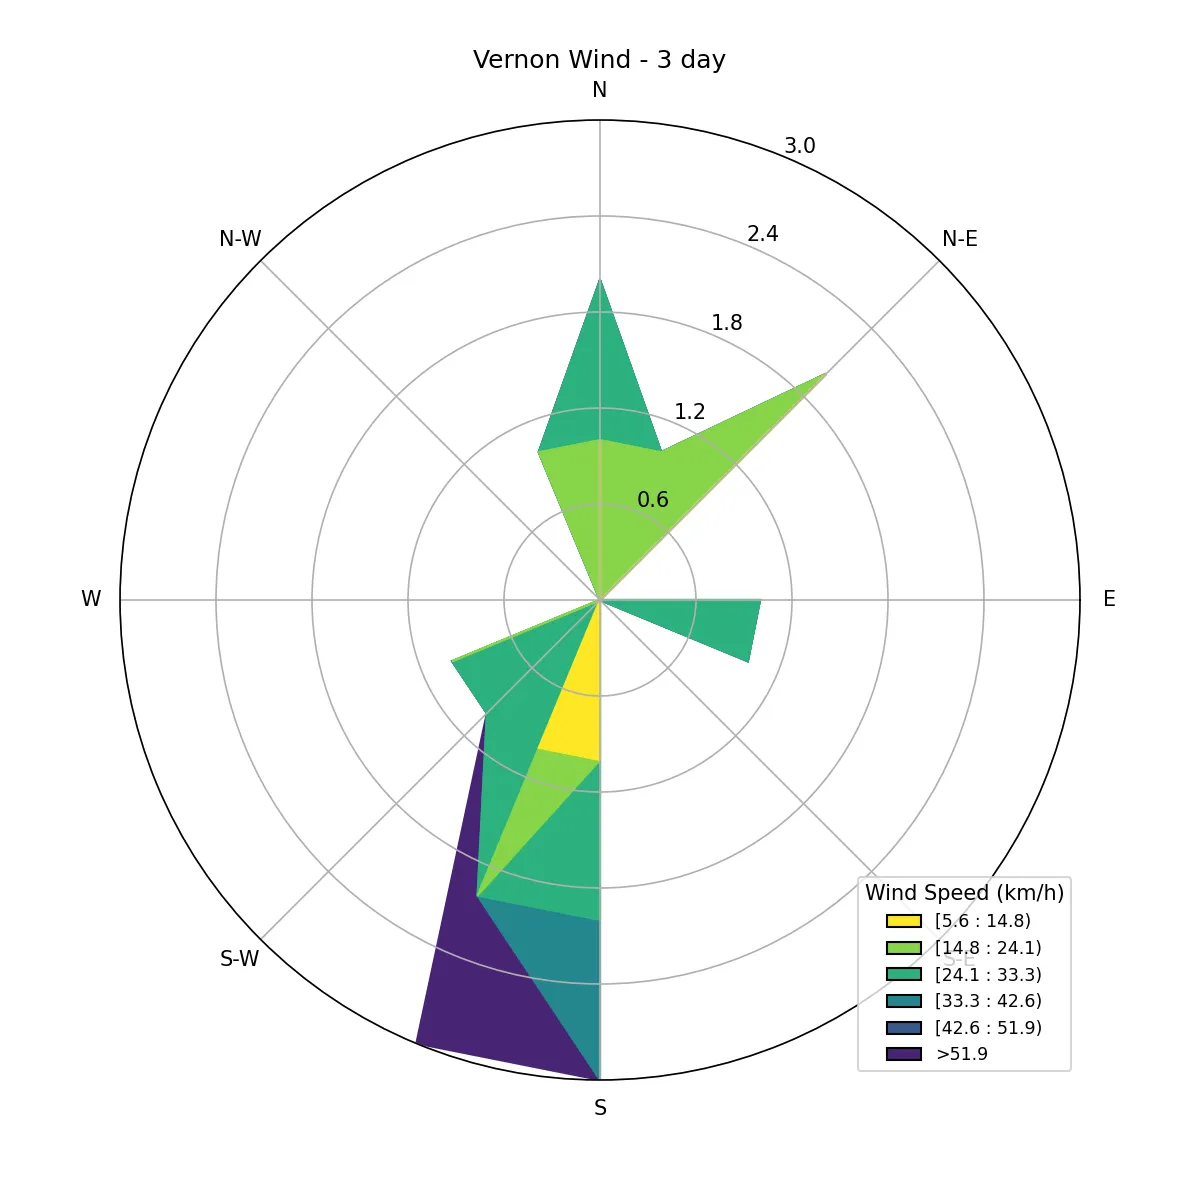 Vernon Wind - 3 day
N
3.0
N-W
2.4
N-E
1.8
1.2
0.6
W
E
Wind Speed (km/h)
[5.6 : 14.8)
[14.8 : 24.1)
S-W
S-E
[24.1 : 33.3)
[33.3 : 42.6)
[42.6 : 51.9)
>51.9
S